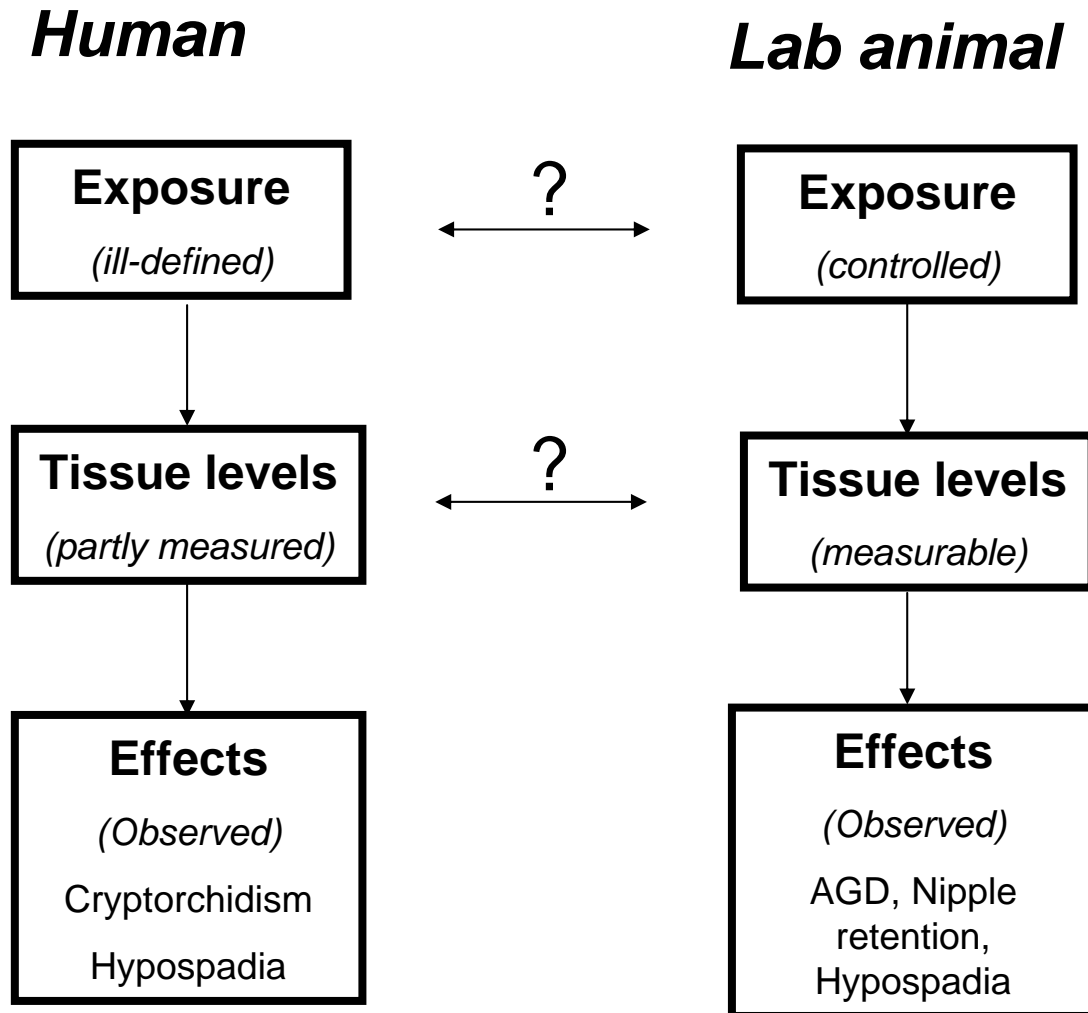 Human
Lab animal
Exposure
(ill-defined)
?
Exposure
(controlled)
Tissue levels
(partly measured)
?
Tissue levels
(measurable)
Effects
(Observed)
Cryptorchidism
Hypospadia
Effects
(Observed)
AGD, Nipple
retention,
Hypospadia